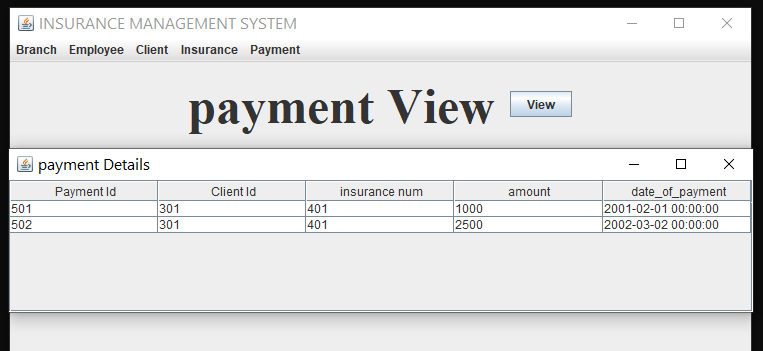 INSURANCE MANAGEMENT SYSTEM
Branch Employee Client Insurance Payment
payment View View
payment Details
Payment Id Client Id insurance num amount date_of_payment
501 301 401 1000 2001-02-01 00:00:00
502 301 401 2500 2002-03-02 00:00:00